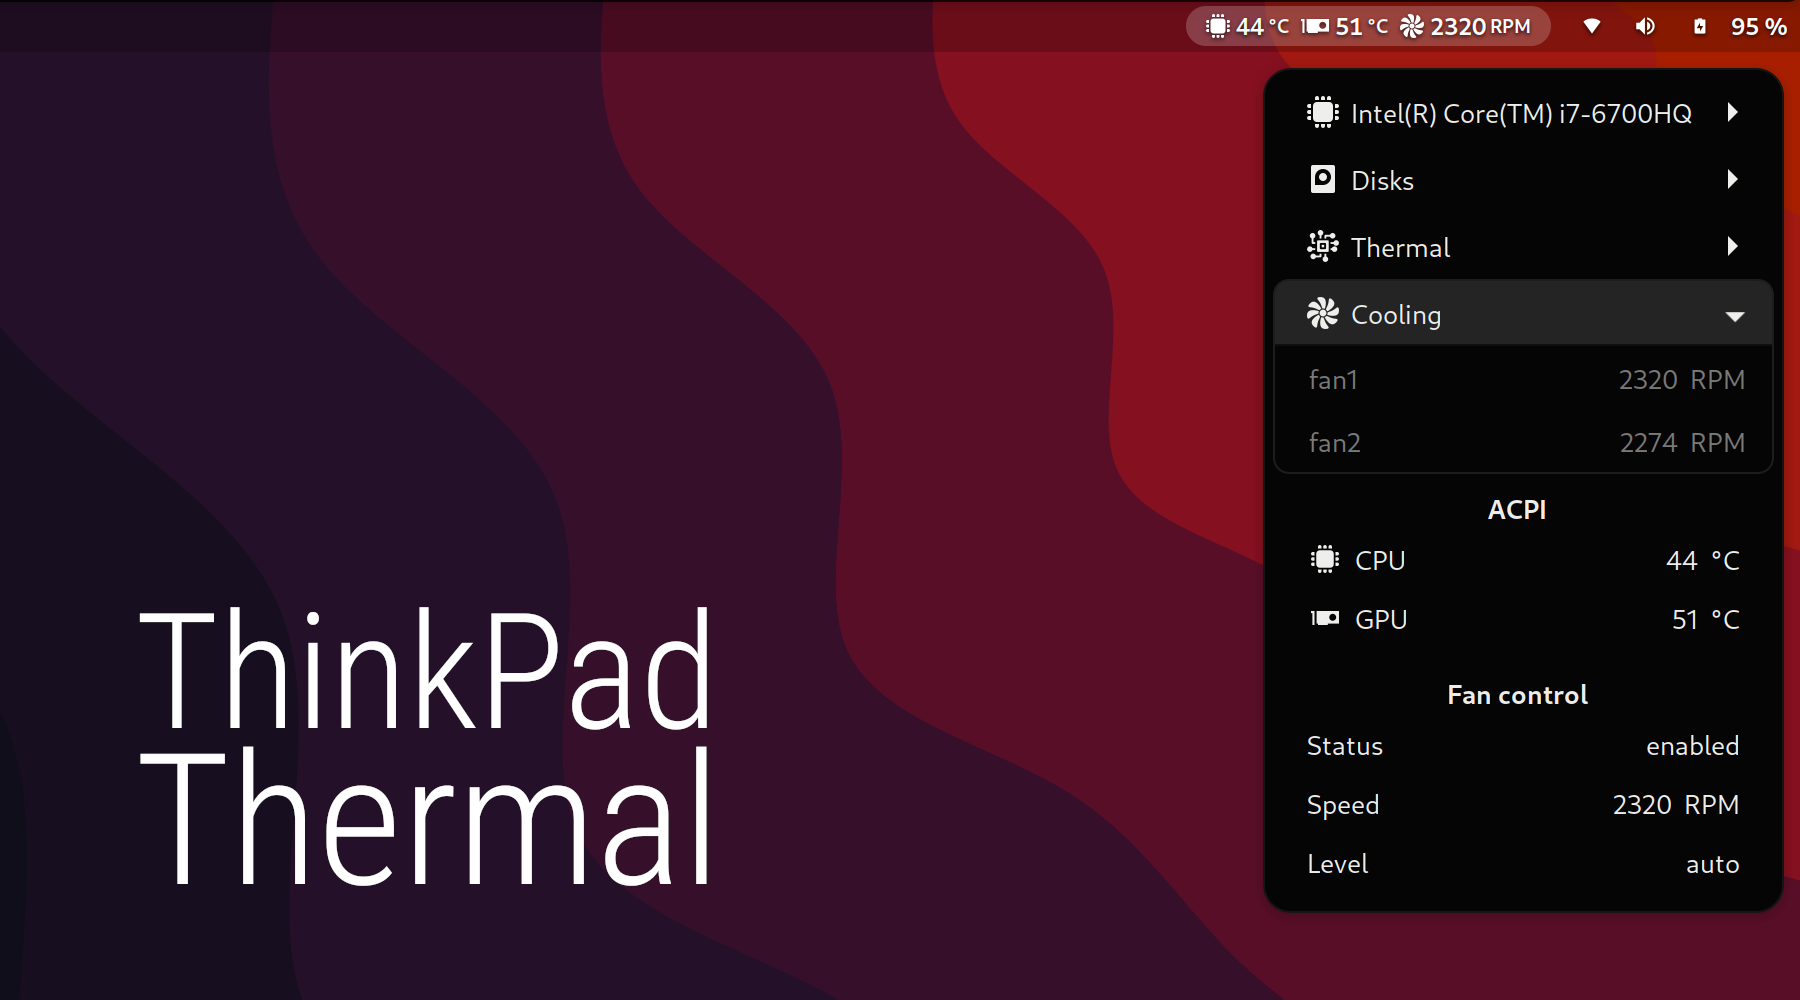 44 °C 51 °C 2320 RPM 95 %
Intel(R) Core(TM) i7-6700HQ
Disks
Thermal
Cooling
fan1 2320 RPM
fan2 2274 RPM
ACPI
CPU 44 °C
GPU 51 °C
Fan control
Status enabled
Speed 2320 RPM
Level auto
ThinkPad
Thermal